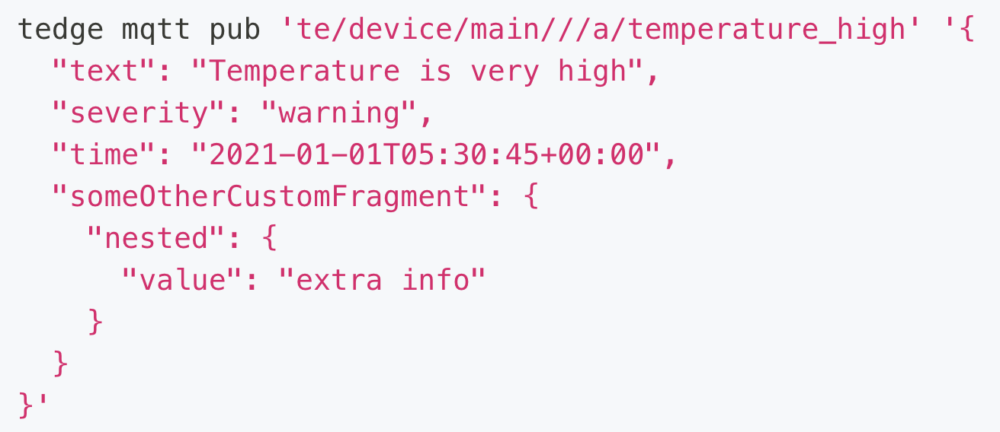 tedge mqtt pub 'te/device/main///a/temperature_high' '{
  "text": "Temperature is very high",
  "severity": "warning",
  "time": "2021-01-01T05:30:45+00:00",
  "someOtherCustomFragment": {
    "nested": {
      "value": "extra info"
    }
  }
}'